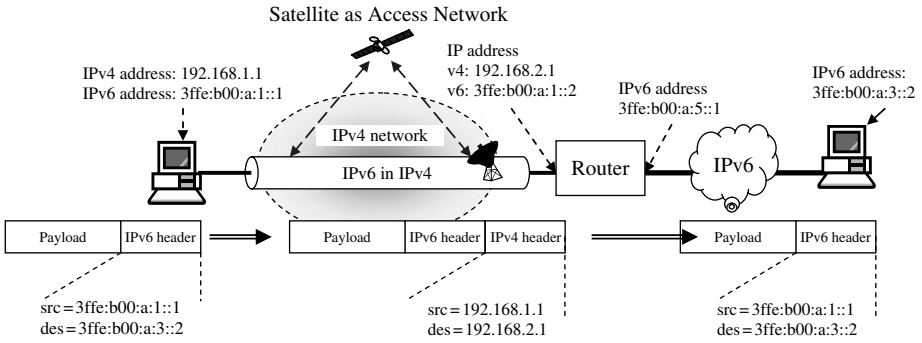 Satellite as Access Network
IPv4 address: 192.168.1.1
IPv6 address: 3ffe:b00:a:1::1
IP address
v4: 192.168.2.1
v6: 3ffe:b00:a:1::2
IPv6 address
3ffe:b00:a:5::1
IPv6 address:
3ffe:b00:a:3::2
IPv4 network
IPv6 in IPv4
Router
IPv6
Payload
IPv6 header
Payload
IPv6 header
IPv4 header
Payload
IPv6 header
src=3ffe:b00:a:1::1
des=3ffe:b00:a:3::2
src=192.168.1.1
des=192.168.2.1
src=3ffe:b00:a:1::1
des=3ffe:b00:a:3::2